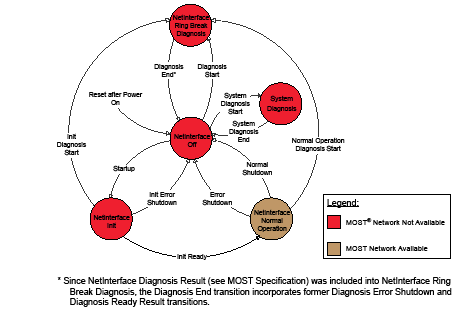 NetInterface
Ring Break
Diagnosis
Diagnosis
End*
Diagnosis
Start
Reset after Power
On
System
Diagnosis
Start
System
Diagnosis
System
Diagnosis
End
NetInterface
Off
Init
Diagnosis
Start
Normal Operation
Diagnosis Start
Startup
Normal
Shutdown
Init Error
Shutdown
Error
Shutdown
NetInterface
Init
NetInterface
Normal
Operation
Init Ready
Legend:
MOST® Network Not Available
MOST Network Available
* Since NetInterface Diagnosis Result (see MOST Specification) was included into NetInterface Ring
Break Diagnosis, the Diagnosis End transition incorporates former Diagnosis Error Shutdown and
Diagnosis Ready Result transitions.